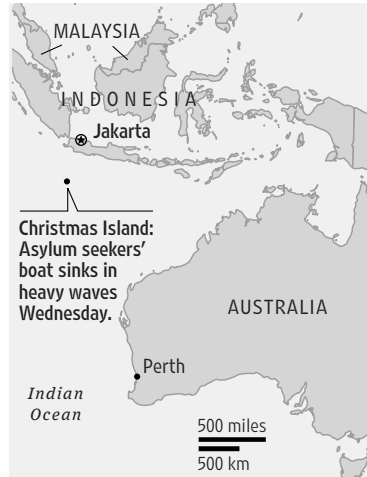 MALAYSIA
INDONESIA
Jakarta
Christmas Island:
Asylum seekers'
boat sinks in
heavy waves
Wednesday.
AUSTRALIA
Perth
Indian
Ocean
500 miles
500 km